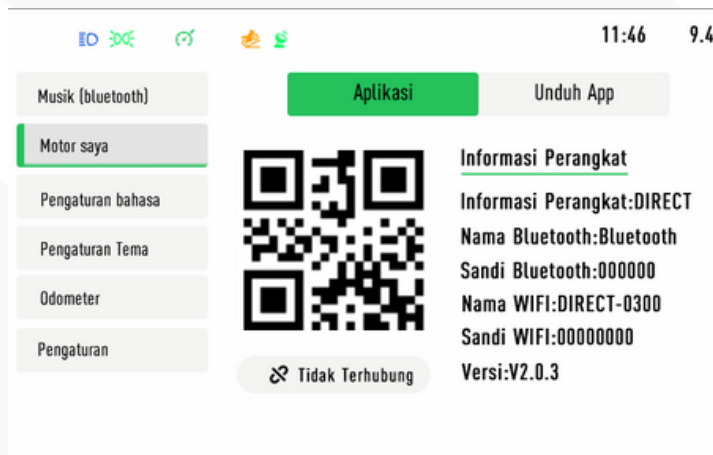 11:46 9.4
Musik (bluetooth)
Motor saya
Pengaturan bahasa
Pengaturan Tema
Odometer
Pengaturan
Aplikasi
Unduh App
Tidak Terhubung
Informasi Perangkat
Informasi Perangkat:DIRECT
Nama Bluetooth:Bluetooth
Sandi Bluetooth:000000
Nama WIFI:DIRECT-0300
Sandi WIFI:00000000
Versi:V2.0.3